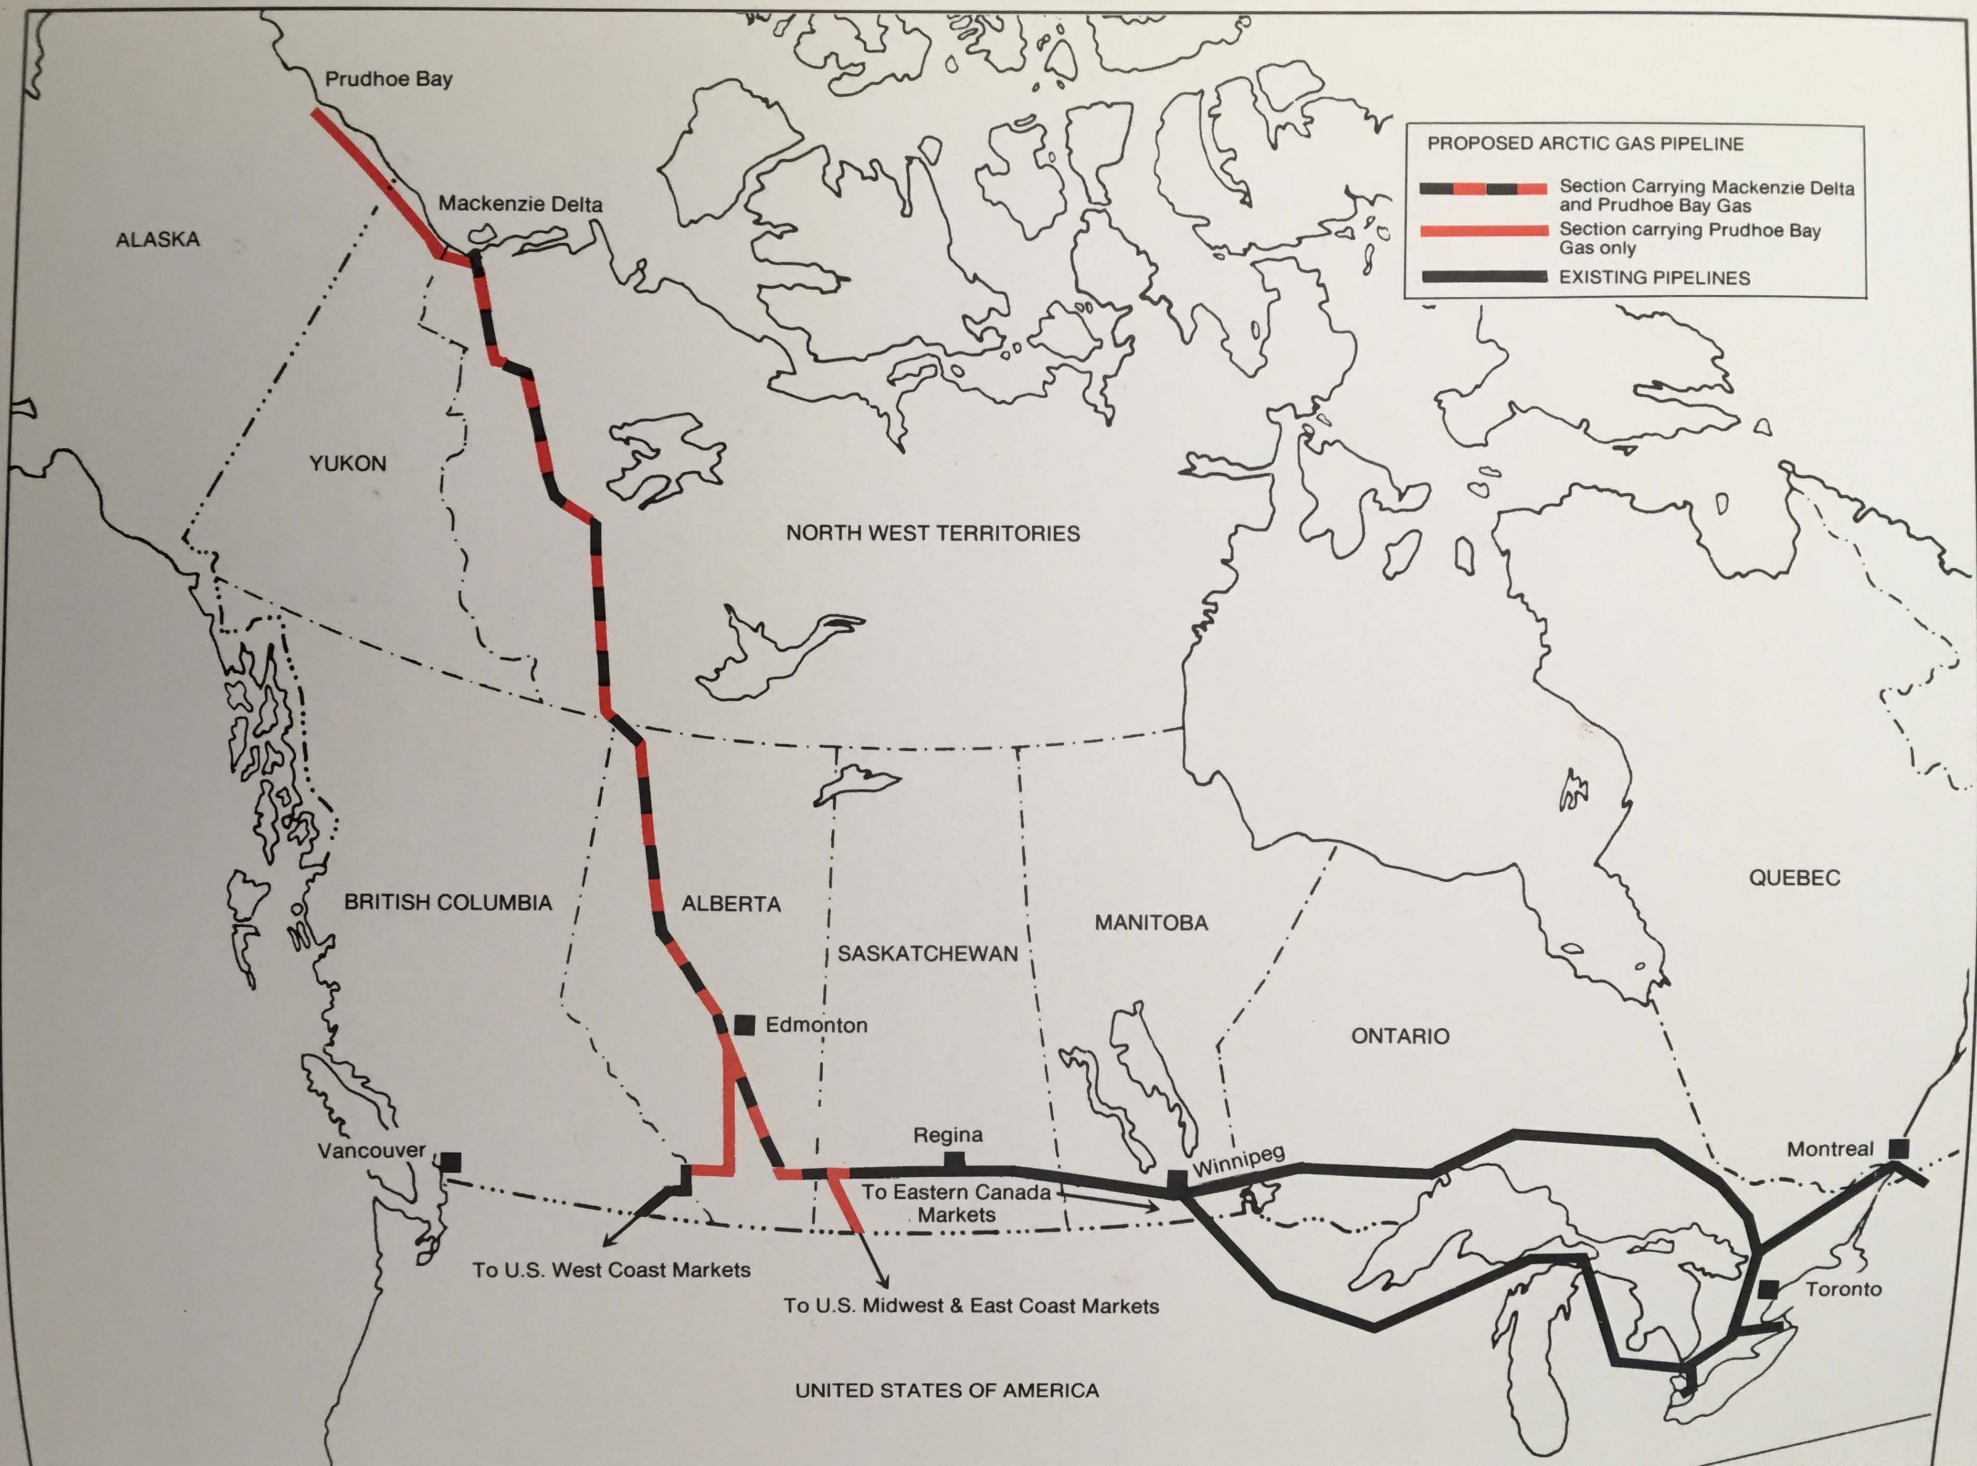 Prudhoe Bay
PROPOSED ARCTIC GAS PIPELINE
Section Carrying Mackenzie Delta
and Prudhoe Bay Gas
Section carrying Prudhoe Bay
Gas only
EXISTING PIPELINES
Mackenzie Delta
ALASKA
YUKON
NORTH WEST TERRITORIES
BRITISH COLUMBIA
ALBERTA
SASKATCHEWAN
MANITOBA
QUEBEC
ONTARIO
Edmonton
Vancouver
Regina
Winnipeg
Montreal
To Eastern Canada
Markets
To U.S. West Coast Markets
To U.S. Midwest & East Coast Markets
Toronto
UNITED STATES OF AMERICA